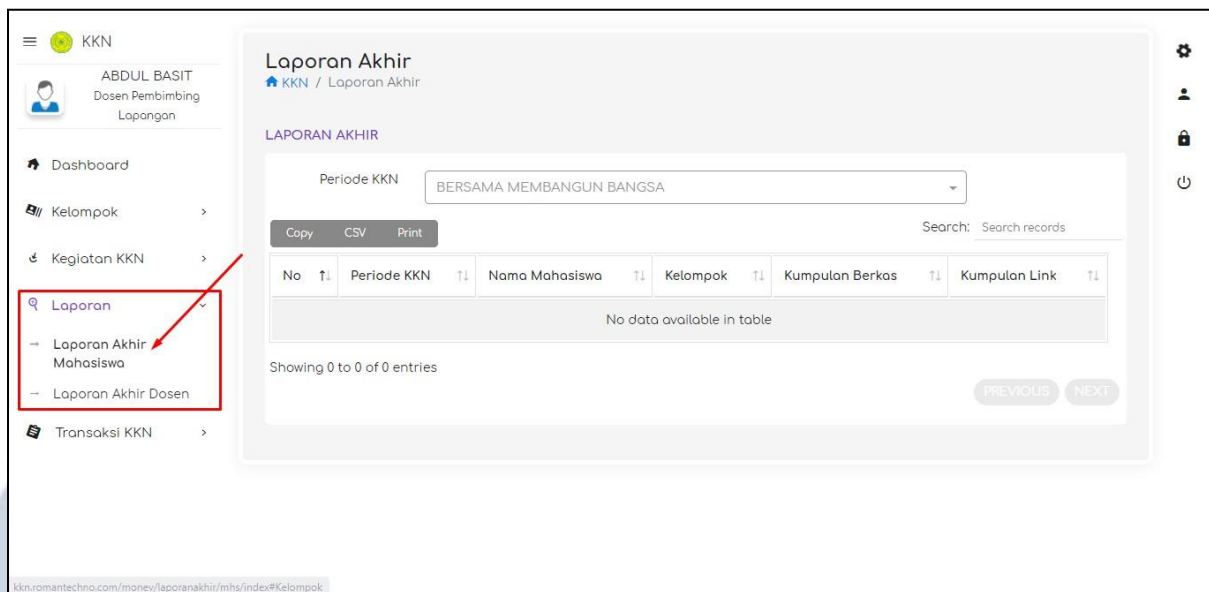 KKN
ABDUL BASIT
Dosen Pembimbing
Lapangan
Dashboard
Kelompok
Kegiatan KKN
Laporan
Laporan Akhir
Mahasiswa
Laporan Akhir Dosen
Transaksi KKN
Laporan Akhir
KKN / Laporan Akhir
LAPORAN AKHIR
Periode KKN
BERSAMA MEMBANGUN BANGSA
Copy CSV Print
Search: Search records
No Periode KKN Nama Mahasiswa Kelompok Kumpulan Berkas Kumpulan Link
No data available in table
Showing 0 to 0 of 0 entries
PREVIOUS NEXT
kkn.romantechno.com/monev/laporanakhir/mhs/index#Kelompok